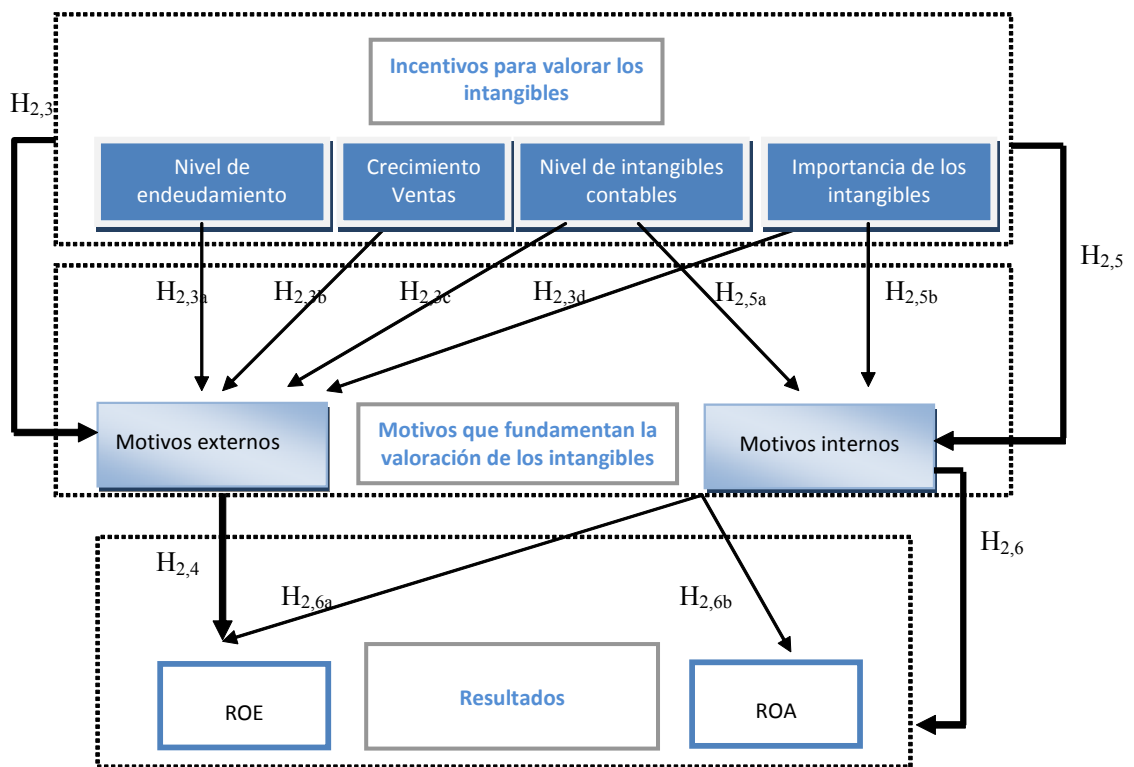 Incentivos para valorar los
intangibles
H2,3
Nivel de
endeudamiento
Crecimiento
Ventas
Nivel de intangibles
contables
Importancia de los
intangibles
H2,5
H2,3a
H2,3b
H2,3c
H2,3d
H2,5a
H2,5b
Motivos externos
Motivos que fundamentan la
valoración de los intangibles
Motivos internos
H2,4
H2,6
H2,6a
H2,6b
ROE
Resultados
ROA